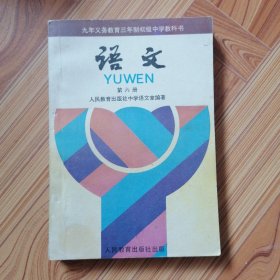 九年义务教育三年制初级中学教科书
语文
YUWEN
第六册
人民教育出版社中学语文室编著
人民教育出版社出版